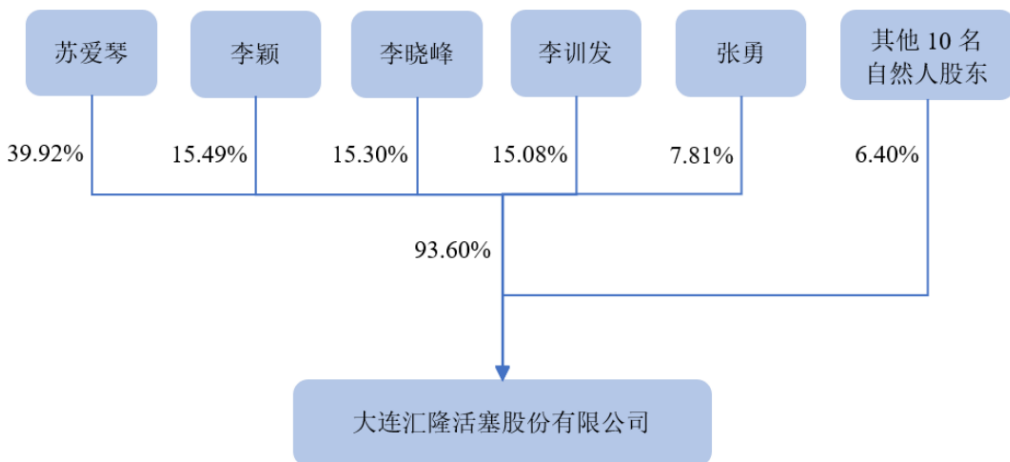 苏爱琴
李颖
李晓峰
李训发
张勇
其他 10 名
自然人股东
39.92%
15.49%
15.30%
15.08%
7.81%
6.40%
93.60%
大连汇隆活塞股份有限公司